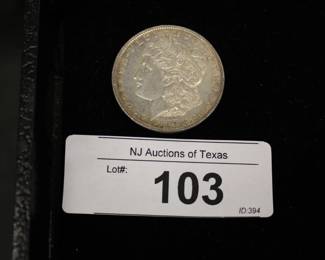 NJ Auctions of Texas
Lot#:
103
ID:394